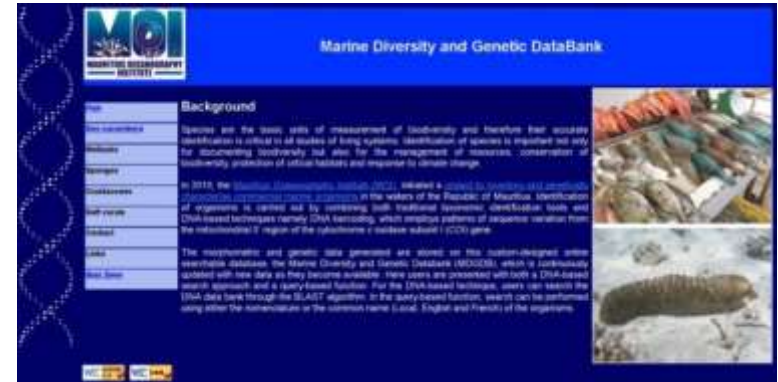 MOI
MAURITIUS OCEANOGRAPHY
INSTITUTE
Marine Diversity and Genetic DataBank
Fish
Sea cucumbers
Molluscs
Sponges
Crustaceans
Soft corals
Contact
Links
Background
Species are the basic units of measurement of biodiversity and therefore their accurate
identification is critical in all studies of living systems. Identification of species is important not only
for documenting biodiversity but also for the management of resources, conservation of
biodiversity, protection of critical habitats and response to climate change.
In 2010, the Mauritius Oceanography Institute (MOI) initiated a project to inventory and genetically
characterise commercial marine organisms in the waters of the Republic of Mauritius. Identification
of organisms is carried out by combining both traditional taxonomic identification tools and
DNA-based techniques namely DNA barcoding, which employs patterns of sequence variation from
the mitochondrial 5' region of the cytochrome c oxidase subunit I (COI) gene.
The morphometric and genetic data generated are stored on this custom-designed online
searchable database, the Marine Diversity and Genetic Database (MDGDB), which is continuously
updated with new data as they become available. Here users are presented with both a DNA-based
search approach and a query-based function. For the DNA-based technique, users can search the
DNA data bank through the BLAST algorithm. In the query-based function, search can be performed
using either the nomenclature or the common name (Local, English and French) of the organisms.
W3C
W3C